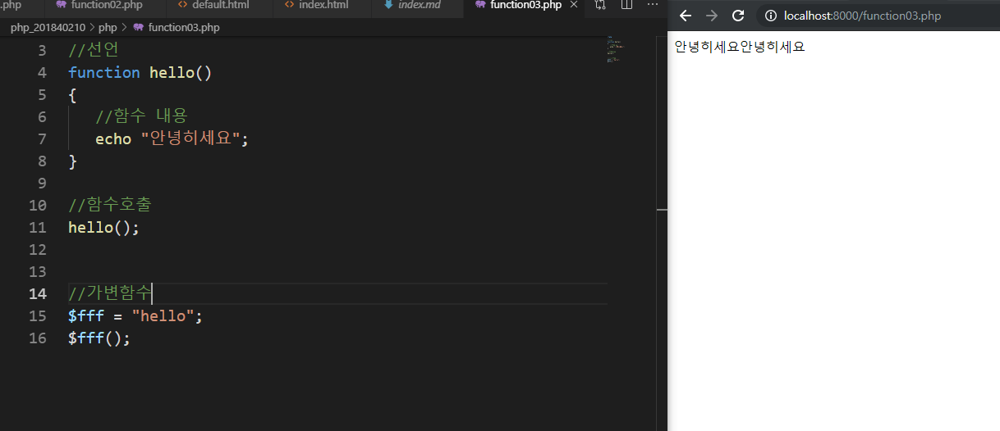 .php function02.php default.html index.html index.md function03.php
php_201840210 > php > function03.php
3 //선언
4 function hello()
5 {
6 //함수 내용
7 echo "안녕히세요";
8 }
9
10 //함수호출
11 hello();
12
13
14 //가변함수
15 $fff = "hello";
16 $fff();
localhost:8000/function03.php
안녕히세요안녕히세요